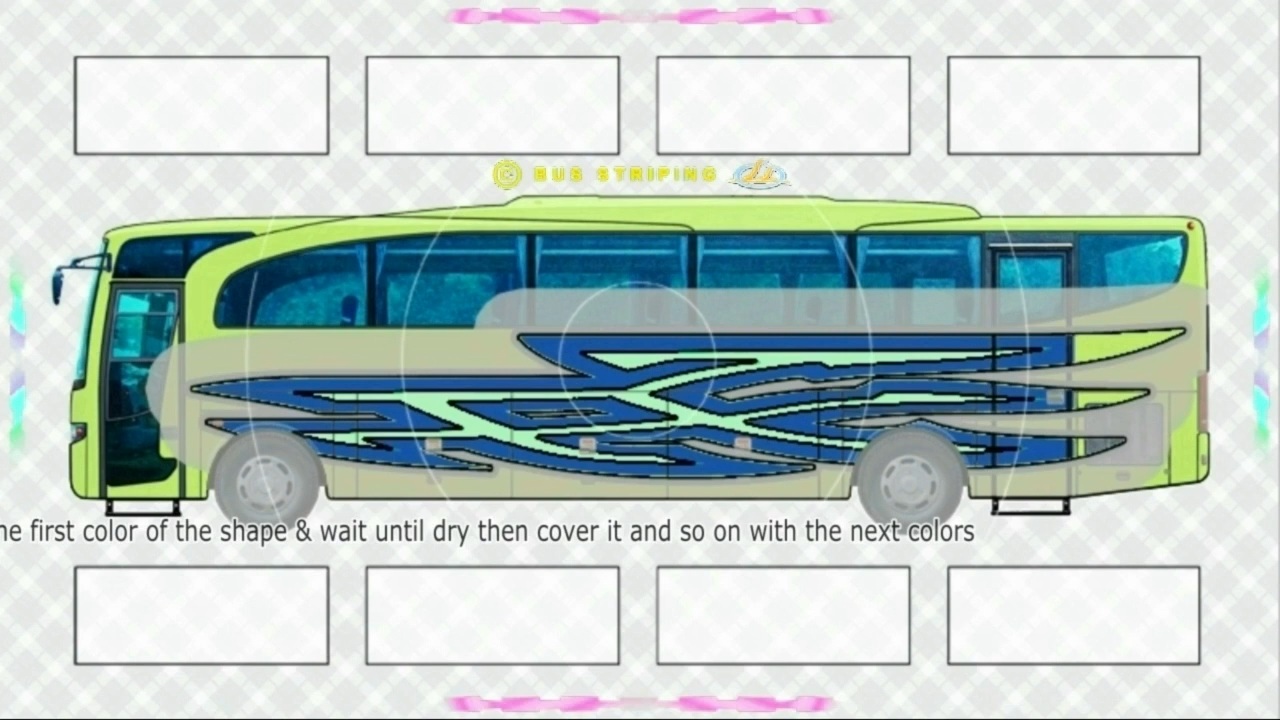 BUS STRIPING
he first color of the shape & wait until dry then cover it and so on with the next colors